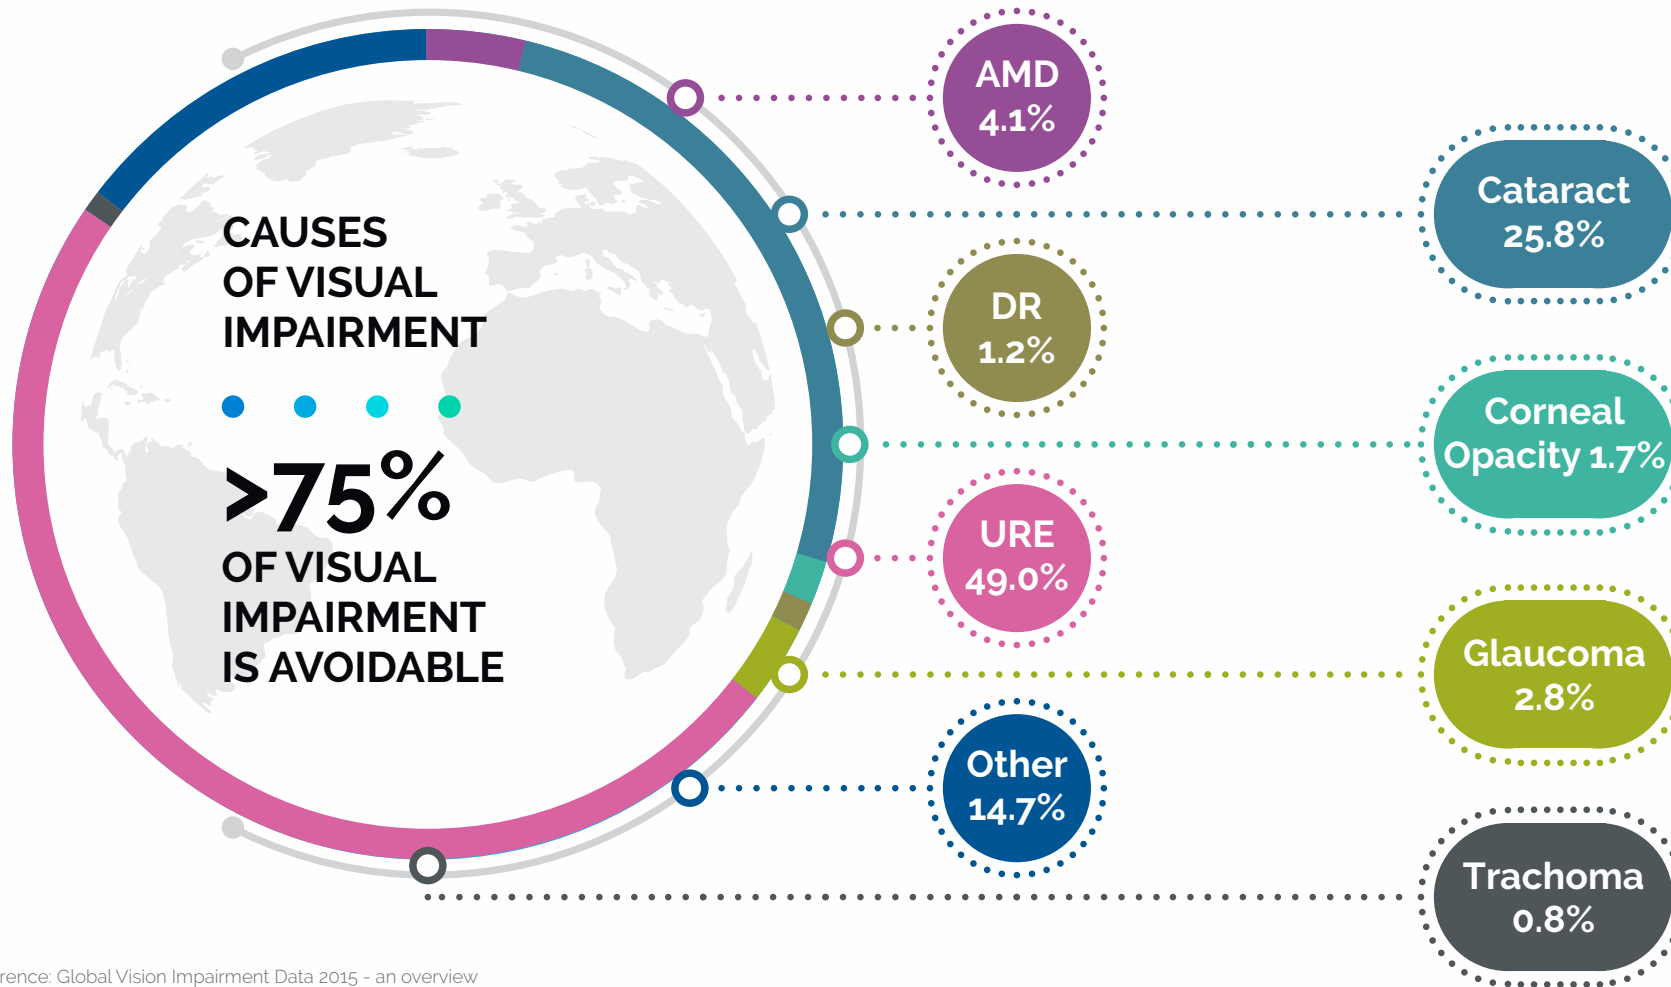 CAUSES
OF VISUAL
IMPAIRMENT
>75%
OF VISUAL
IMPAIRMENT
IS AVOIDABLE
AMD
4.1%
Cataract
25.8%
DR
1.2%
Corneal
Opacity 1.7%
URE
49.0%
Glaucoma
2.8%
Other
14.7%
Trachoma
0.8%
rence: Global Vision Impairment Data 2015 - an overview